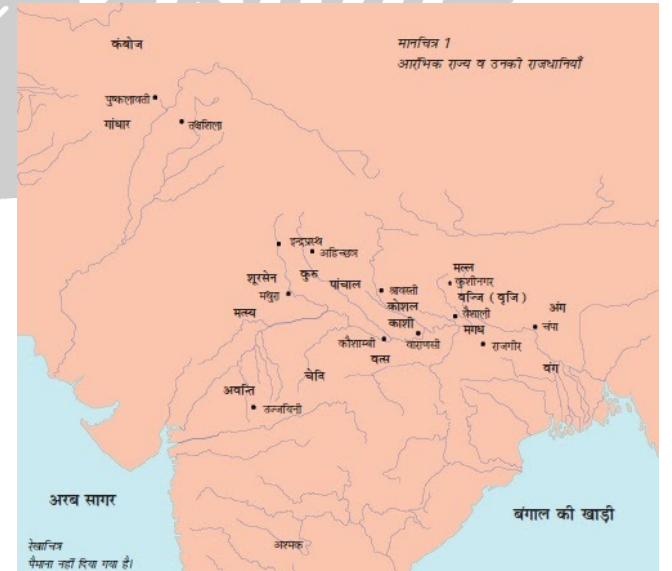 कंबोज
मानचित्र 1
आरंभिक राज्य व उनकी राजधानियाँ
पुष्कलावती
गांधार
तक्षशिला
इन्द्रप्रस्थ
अहिच्छत्र
शूरसेन
कुरु
पांचाल
मथुरा
मत्स्य
श्रावस्ती
कोशल
काशी
मल्ल
कुशीनगर
वज्जि ( वृजि )
वैशाली
मगध
अंग
चंपा
कौशाम्बी
वाराणसी
राजगीर
वत्स
चेदि
वंग
अवन्ति
उज्जयिनी
अरब सागर
बंगाल की खाड़ी
रेखाचित्र
पैमाना नहीं दिया गया है।
अश्मक